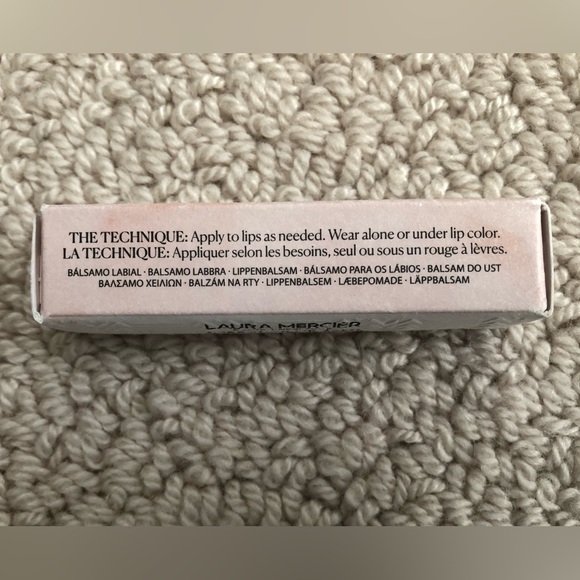 THE TECHNIQUE: Apply to lips as needed. Wear alone or under lip color.
LA TECHNIQUE: Appliquer selon les besoins, seul ou sous un rouge à lèvres.
BÁLSAMO LABIAL · BALSAMO LABBRA · LIPPENBALSAM · BÁLSAMO PARA OS LÁBIOS · BALSAM DO UST
ΒΑΛΣΑΜΟ ΧΕΙΛΙΩΝ · BALZÁM NA RTY · LIPPENBALSEM · LÆBEPOMADE · LÄPPBALSAM
LAURA MERCIER